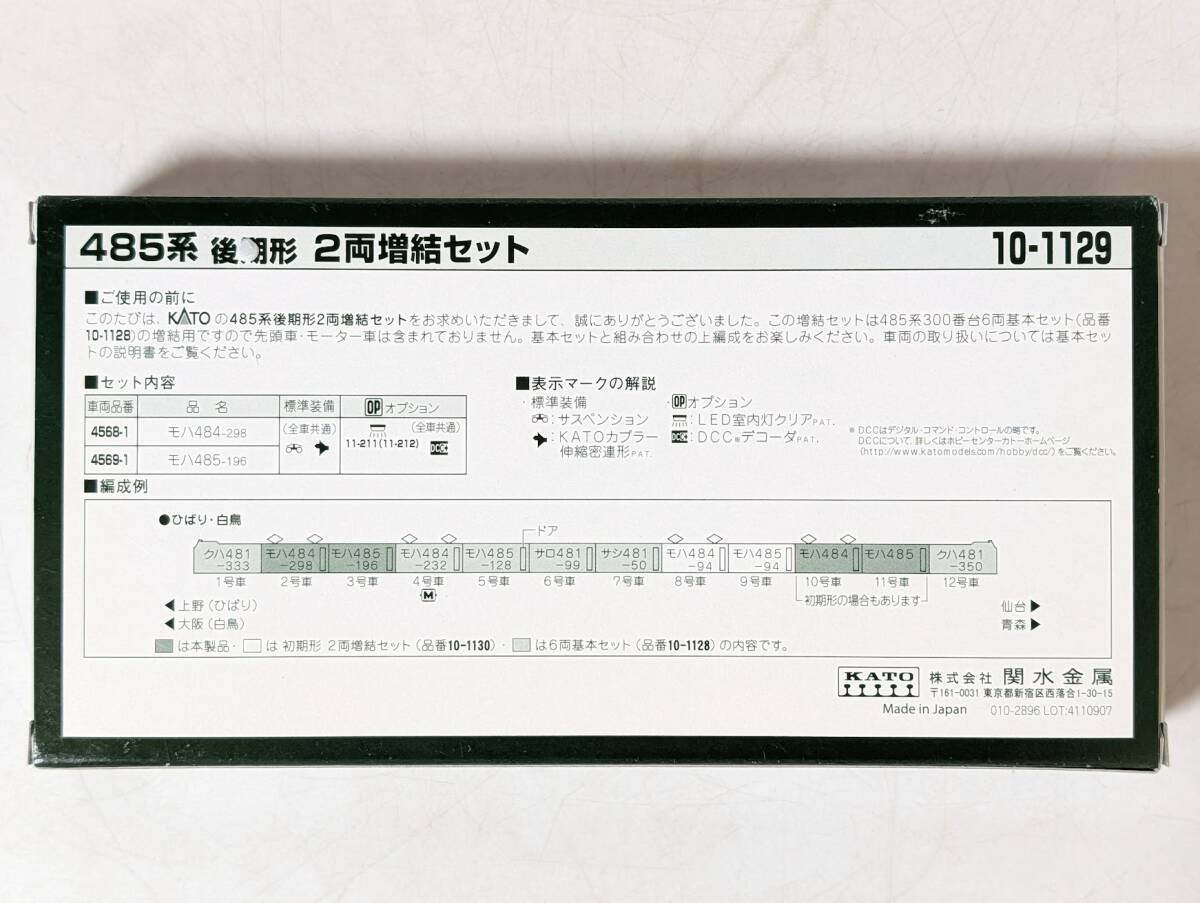 485系 後期形 2両増結セット 10-1129
■ご使用の前に
このたびは、KATOの485系後期形2両増結セットをお求めいただきまして、誠にありがとうございました。この増結セットは485系300番台6両基本セット(品番
10-1128)の増結用ですので先頭車・モーター車は含まれておりません。基本セットと組み合わせの上編成をお楽しみください。車両の取り扱いについては基本セッ
トの説明書をご覧ください。
■セット内容
車両品番 品 名 標準装備 OPオプション
4568-1 モハ484-298 (全車共通) (全車共通)
11-211(11-212) DCC
4569-1 モハ485-196
■表示マークの解説
・標準装備 ・OPオプション
:サスペンション :LED室内灯クリアPAT.
:KATOカプラー DCC:DCC※デコーダPAT.
伸縮密連形PAT.
※DCCはデジタル・コマンド・コントロールの略です。
DCCについて、詳しくはホビーセンターカトーホームページ
(http://www.katomodels.com/hobby/dcc/)をご覧ください。
■編成例
●ひばり・白鳥
ドア
クハ481 モハ484 モハ485 モハ484 モハ485 サロ481 サシ481 モハ484 モハ485 モハ484 モハ485 クハ481
-333 -298 -196 -232 -128 -99 -50 -94 -94 -350
1号車 2号車 3号車 4号車 5号車 6号車 7号車 8号車 9号車 10号車 11号車 12号車
M
初期形の場合もあります
◀上野(ひばり) 仙台▶
◀大阪(白鳥) 青森▶
は本製品・ は 初期形 2両増結セット(品番10-1130)・ は6両基本セット(品番10-1128)の内容です。
KATO 株式会社 関水金属
〒161-0031 東京都新宿区西落合1-30-15
Made in Japan 010-2896 LOT:4110907